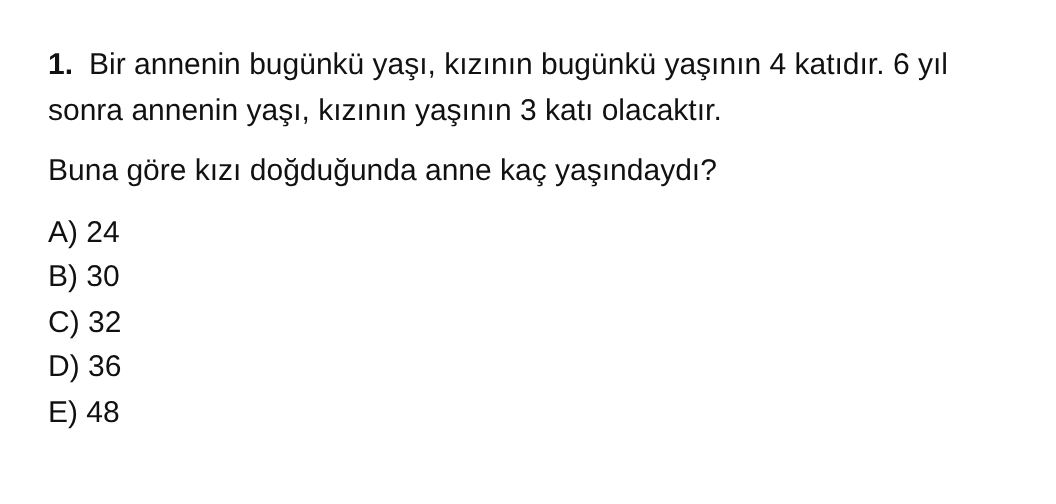 1. Bir annenin bugünkü yaşı, kızının bugünkü yaşının 4 katıdır. 6 yıl
sonra annenin yaşı, kızının yaşının 3 katı olacaktır.
Buna göre kızı doğduğunda anne kaç yaşındaydı?
A) 24
B) 30
C) 32
D) 36
E) 48